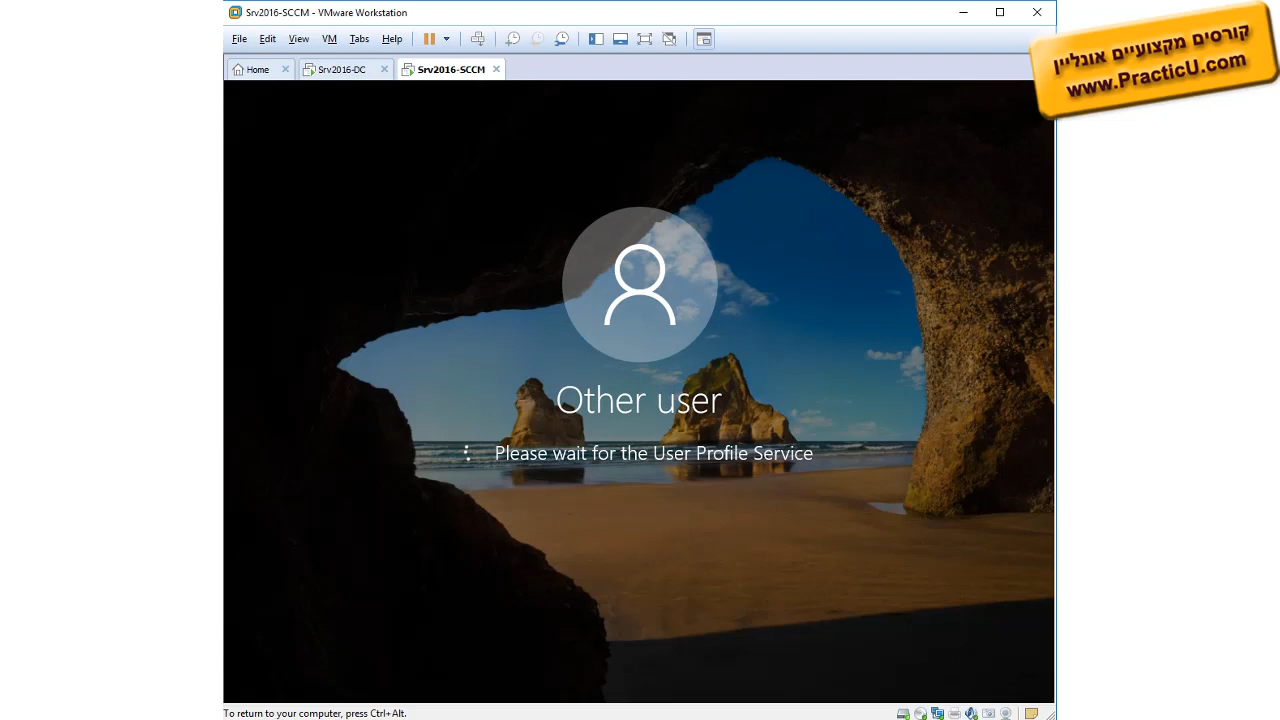 Srv2016-SCCM - VMware Workstation
File Edit View VM Tabs Help
Home Srv2016-DC Srv2016-SCCM
קורסים מקצועיים אונליין
www.PracticU.com
Other user
Please wait for the User Profile Service
To return to your computer, press Ctrl+Alt.